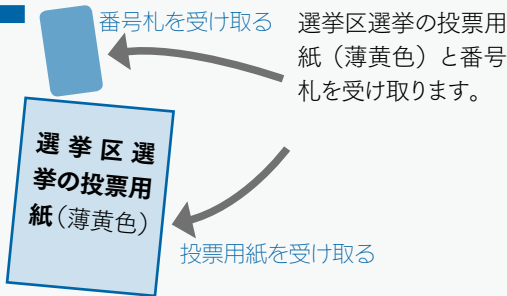 番号札を受け取る
選挙区選挙の投票用
紙（薄黄色）と番号
札を受け取ります。
選挙区選
挙の投票用
紙（薄黄色）
投票用紙を受け取る